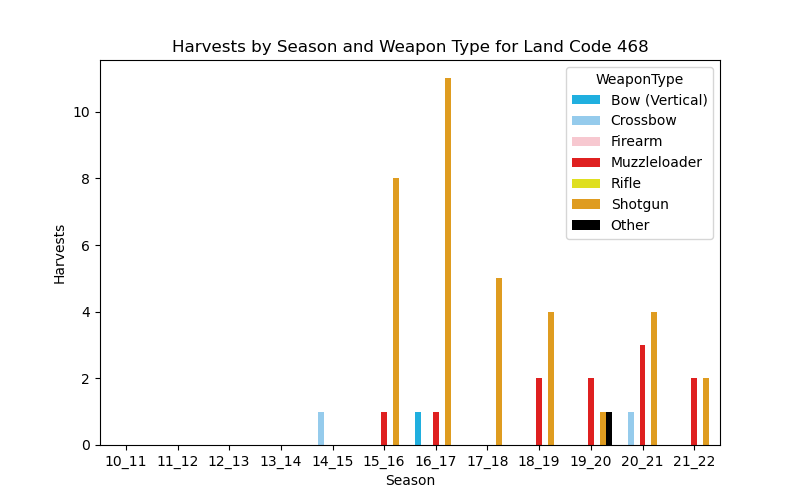 Harvests by Season and Weapon Type for Land Code 468
WeaponType
Bow (Vertical)
Crossbow
Firearm
Muzzleloader
Rifle
Shotgun
Other
10
8
6
4
2
0
Harvests
10_11 11_12 12_13 13_14 14_15 15_16 16_17 17_18 18_19 19_20 20_21 21_22
Season